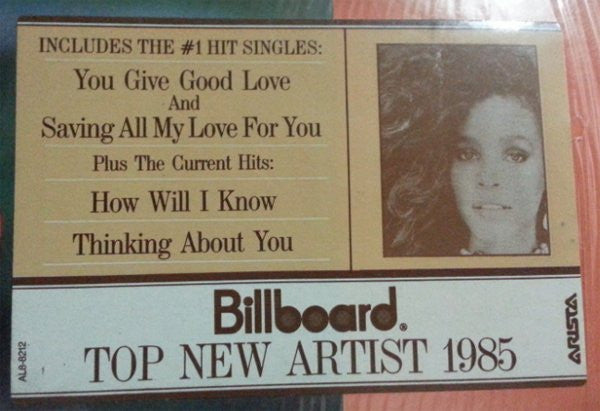 INCLUDES THE #1 HIT SINGLES:
You Give Good Love
And
Saving All My Love For You
Plus The Current Hits:
How Will I Know
Thinking About You
Billboard®
TOP NEW ARTIST 1985
AL8-8212
ARISTA